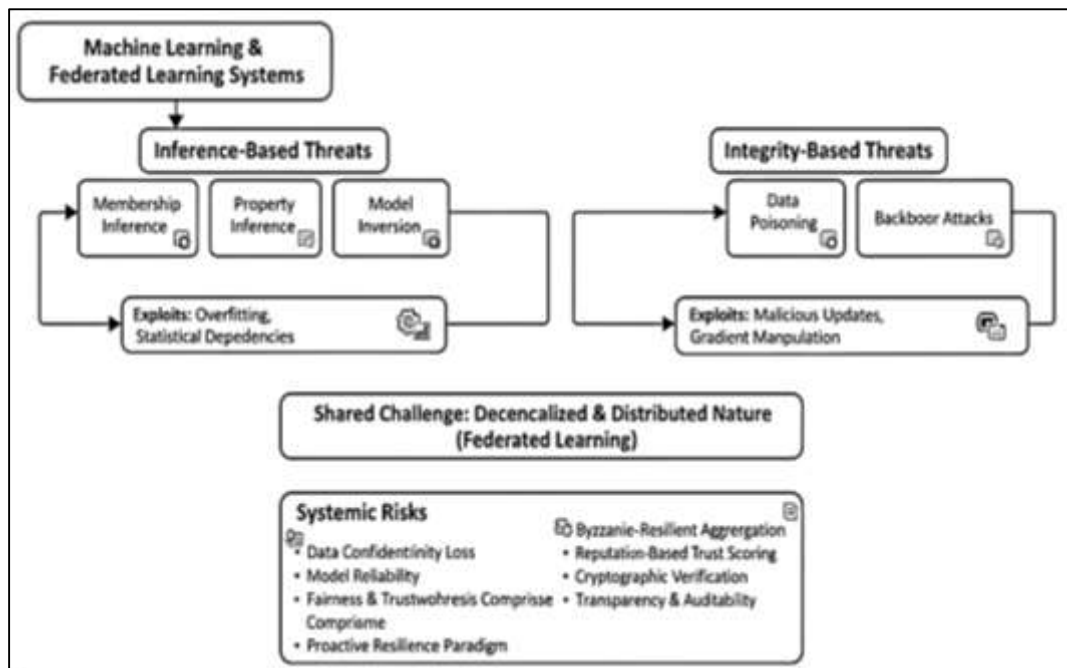 Machine Learning &
Federated Learning Systems
Inference-Based Threats
Membership
Inference
Property
Inference
Model
Inversion
Exploits: Overfitting,
Statistical Depedencies
Integrity-Based Threats
Data
Poisoning
Backboor Attacks
Exploits: Malicious Updates,
Gradient Manpulation
Shared Challenge: Decencalized & Distributed Nature
(Federated Learning)
Systemic Risks
• Data Confidentinity Loss
• Model Reliability
• Fairness & Trustwohresis Comprisse
Comprisme
• Proactive Resilience Paradigm
Byzzanie-Resilient Aggrergation
• Reputation-Based Trust Scoring
• Cryptographic Verification
• Transparency & Auditability